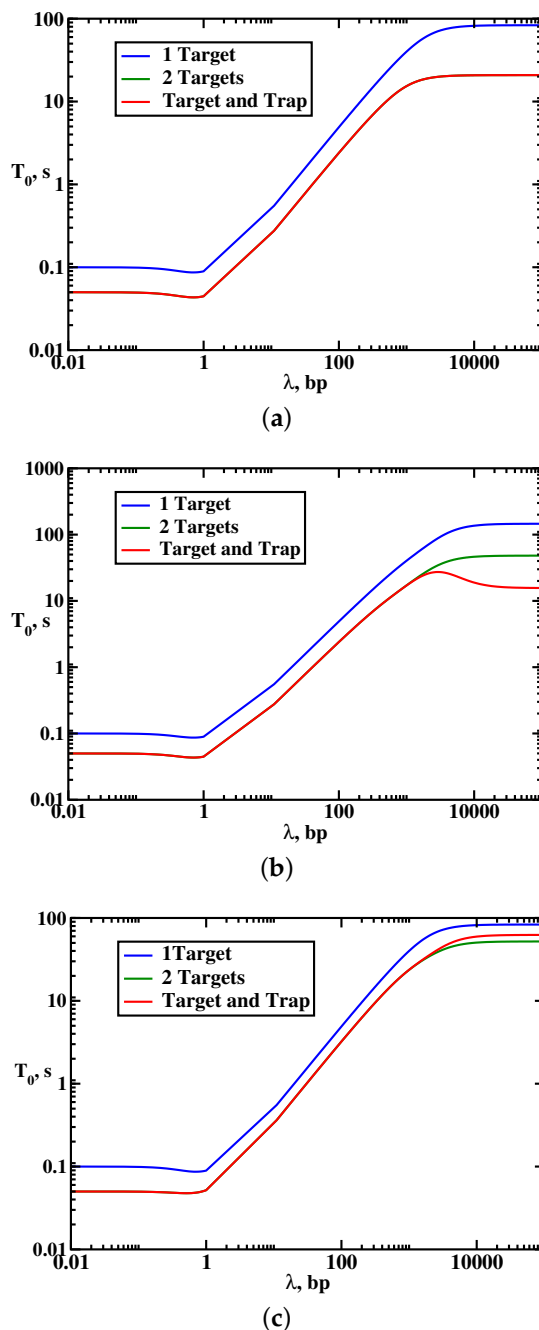 100
1 Target
2 Targets
Target and Trap
10
T0, s
1
0.1
0.01
0.01 1 100 10000
λ, bp
(a)
1000
1 Target
2 Targets
Target and Trap
100
10
T0, s
1
0.1
0.01
0.01 1 100 10000
λ, bp
(b)
100
1Target
2 Targets
Target and Trap
10
T0, s
1
0.1
0.01
0.01 1 100 10000
λ, bp
(c)